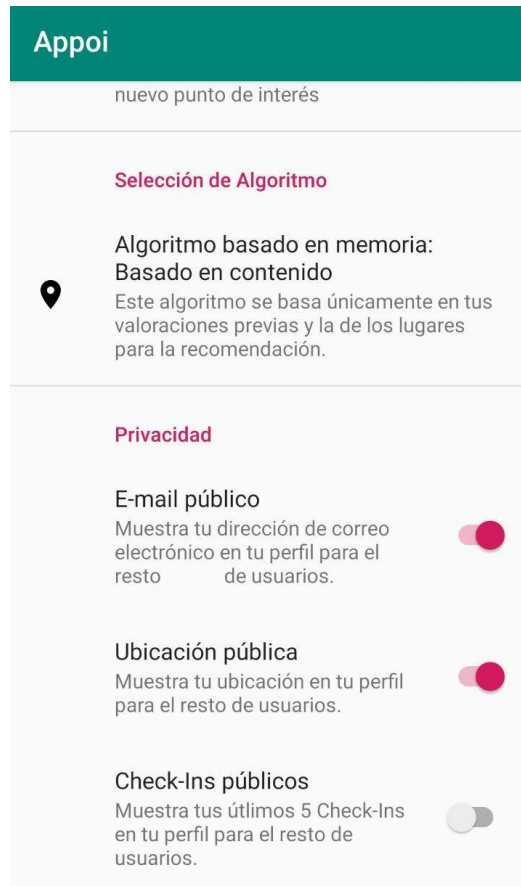 Appoi
nuevo punto de interés
Selección de Algoritmo
Algoritmo basado en memoria:
Basado en contenido
Este algoritmo se basa únicamente en tus
valoraciones previas y la de los lugares
para la recomendación.
Privacidad
E-mail público
Muestra tu dirección de correo
electrónico en tu perfil para el
resto de usuarios.
Ubicación pública
Muestra tu ubicación en tu perfil
para el resto de usuarios.
Check-Ins públicos
Muestra tus útlimos 5 Check-Ins
en tu perfil para el resto de
usuarios.